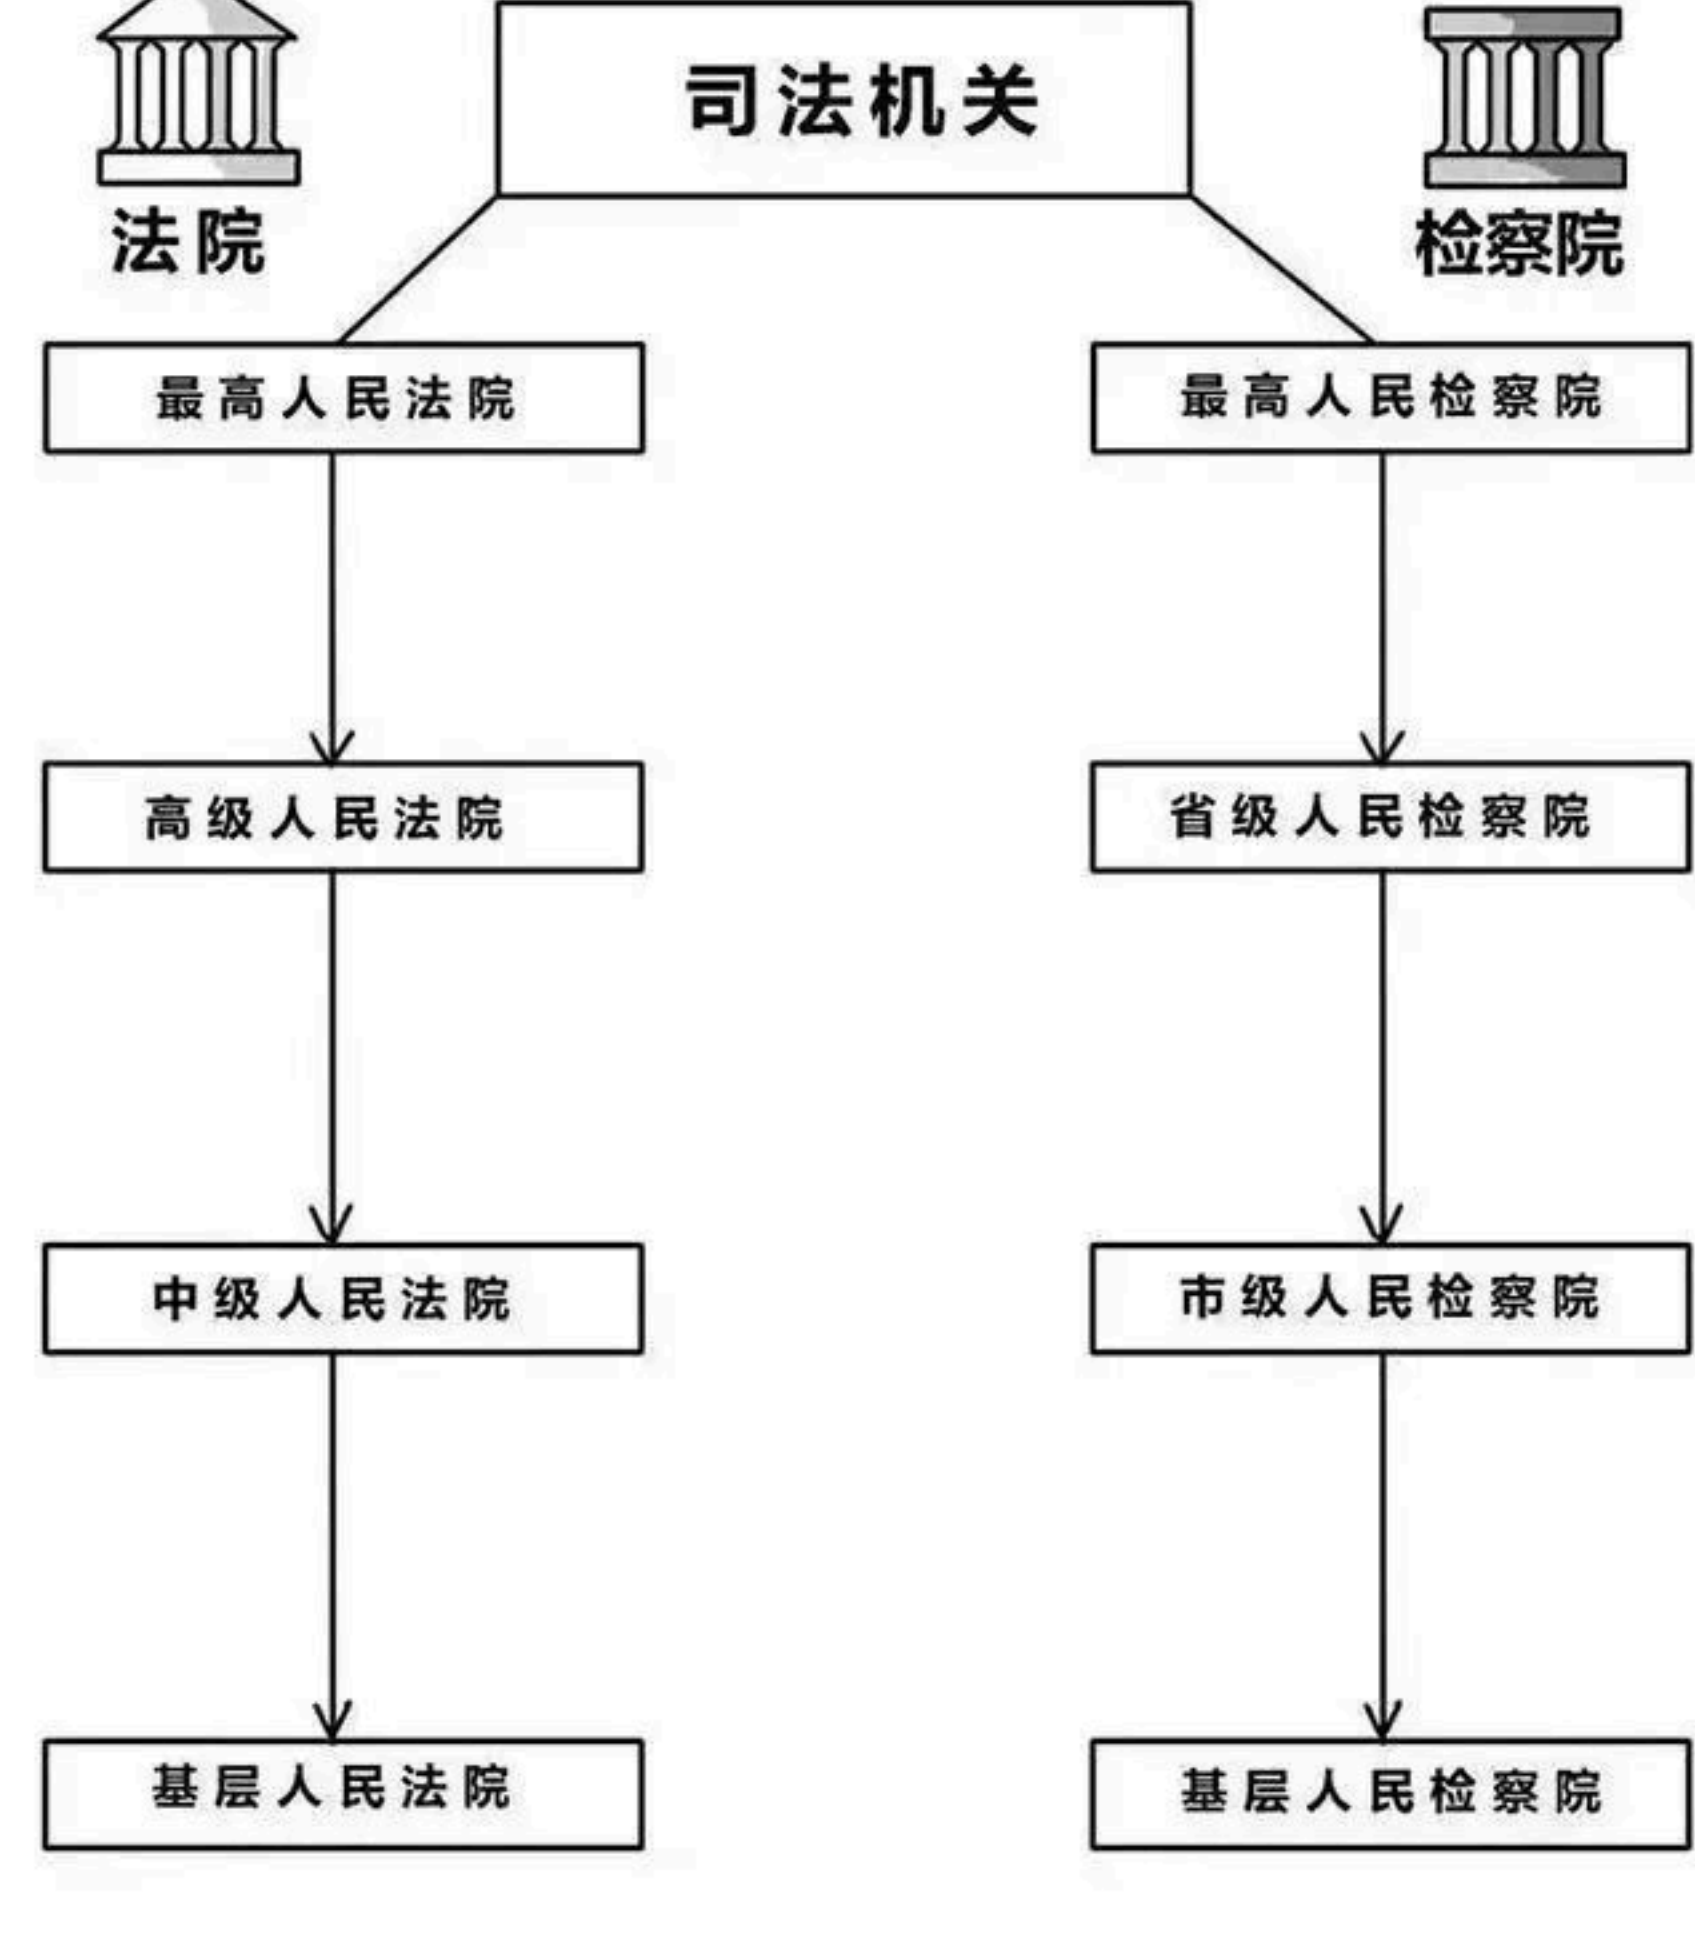 司法机关
法院
检察院
最高人民法院
最高人民检察院
高级人民法院
省级人民检察院
中级人民法院
市级人民检察院
基层人民法院
基层人民检察院